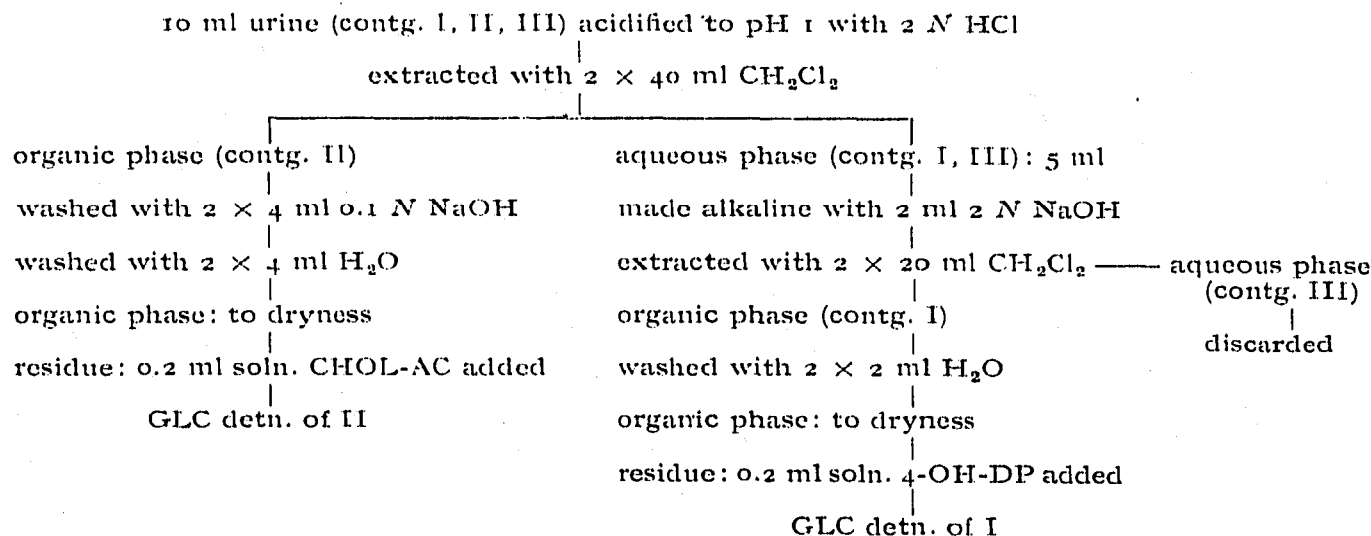 10 ml urine (contg. I, II, III) acidified to pH 1 with 2 N HCl
extracted with 2 × 40 ml CH₂Cl₂
organic phase (contg. II)
washed with 2 × 4 ml 0.1 N NaOH
washed with 2 × 4 ml H₂O
organic phase: to dryness
residue: 0.2 ml soln. CHOL-AC added
GLC detn. of II
aqueous phase (contg. I, III): 5 ml
made alkaline with 2 ml 2 N NaOH
extracted with 2 × 20 ml CH₂Cl₂
organic phase (contg. I)
washed with 2 × 2 ml H₂O
organic phase: to dryness
residue: 0.2 ml soln. 4-OH-DP added
GLC detn. of I
aqueous phase
(contg. III)
discarded